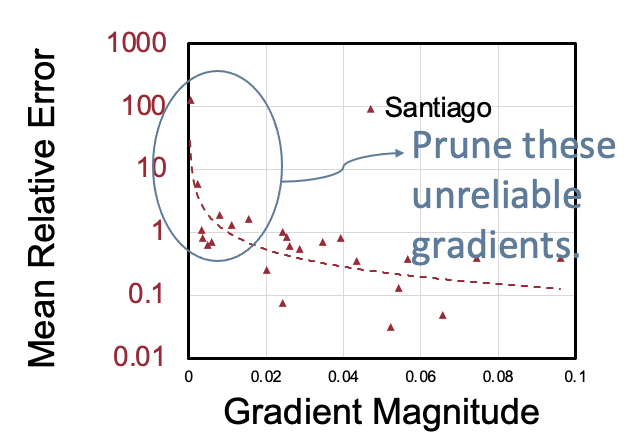 1000
100
10
1
0.1
0.01
Mean Relative Error
Santiago
Prune these
unreliable
gradients.
0 0.02 0.04 0.06 0.08 0.1
Gradient Magnitude